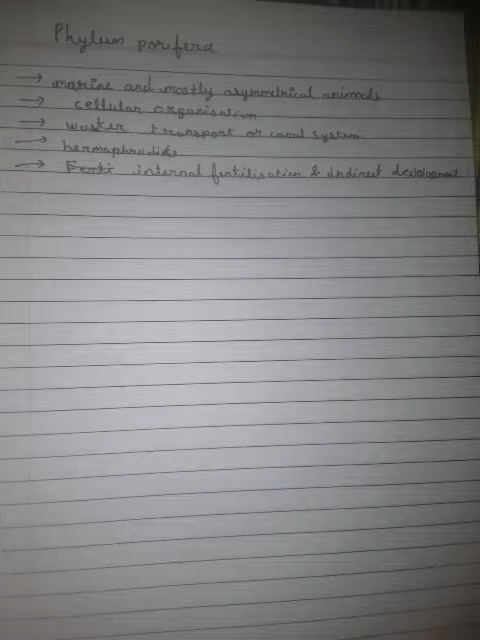 Phylum porifera
→ marine and mostly asymmetrical animals
→ cellular organisation
→ water transport or canal system
→ hermaphrodite
→ Ferti internal fertilisation & Indirect development